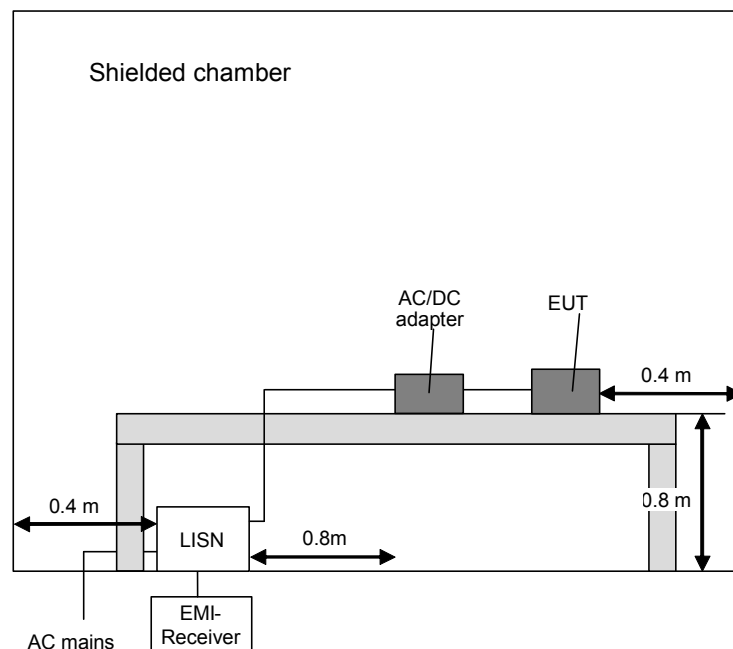 Shielded chamber
AC/DC
adapter
EUT
0.4 m
0.4 m
0.8 m
LISN
0.8m
EMI-
Receiver
AC mains